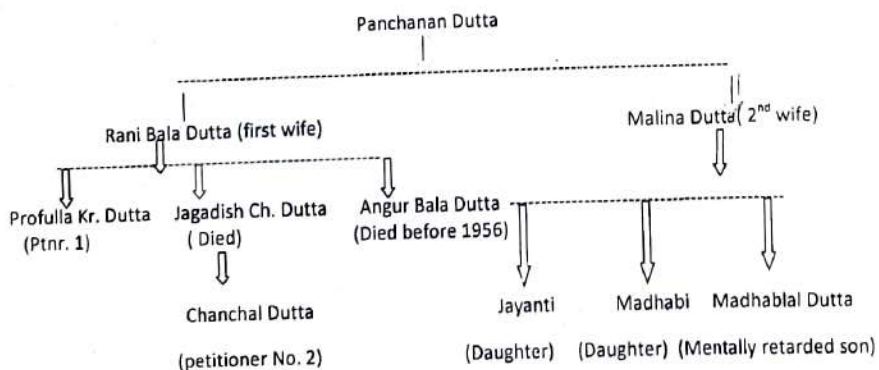 Panchanan Dutta
Rani Bala Dutta (first wife)
Malina Dutta( 2nd wife)
Profulla Kr. Dutta
(Ptnr. 1)
Jagadish Ch. Dutta
( Died)
Angur Bala Dutta
(Died before 1956)
Chanchal Dutta
(petitioner No. 2)
Jayanti
(Daughter)
Madhabi
(Daughter)
Madhablal Dutta
(Mentally retarded son)